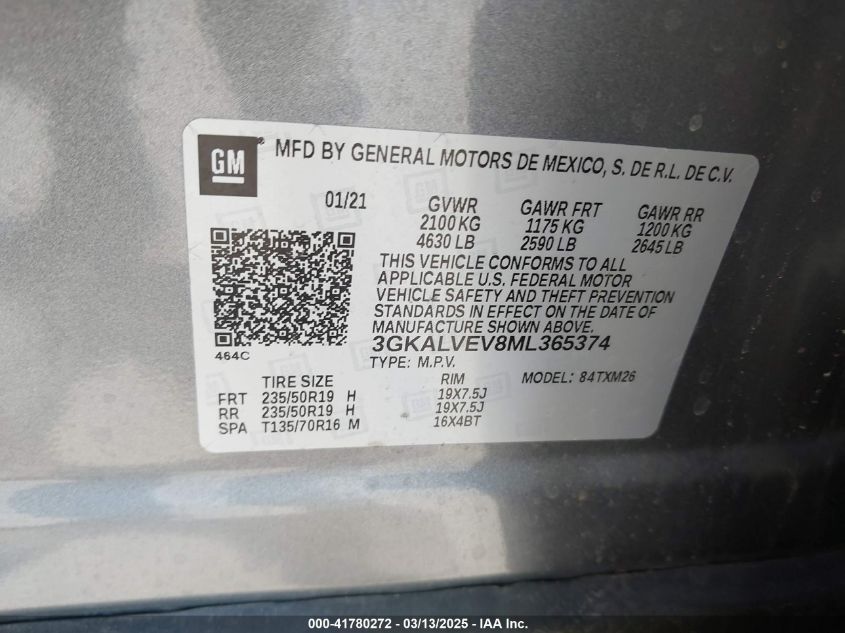 GM ® MFD BY GENERAL MOTORS DE MEXICO, S. DE R.L. DE C.V.
01/21 GVWR GAWR FRT GAWR RR
2100 KG 1175 KG 1200 KG
4630 LB 2590 LB 2645 LB
THIS VEHICLE CONFORMS TO ALL
APPLICABLE U.S. FEDERAL MOTOR
VEHICLE SAFETY AND THEFT PREVENTION
STANDARDS IN EFFECT ON THE DATE OF
MANUFACTURE SHOWN ABOVE.
464C
3GKALVEV8ML365374
TYPE: M.P.V. MODEL: 84TXM26
TIRE SIZE RIM
FRT 235/50R19 H 19X7.5J
RR 235/50R19 H 19X7.5J
SPA T135/70R16 M 16X4BT
000-41780272 — 03/13/2025 — IAA Inc.